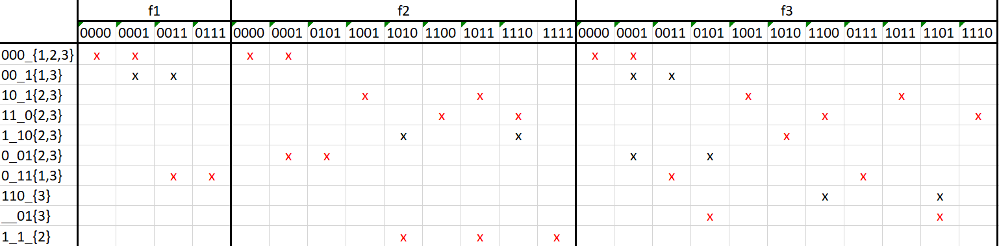 f1 f2 f3
0000 0001 0011 0111 0000 0001 0101 1001 1010 1100 1011 1110 1111 0000 0001 0011 0101 1001 1010 1100 0111 1011 1101 1110
000_{1,2,3} x x x x x x
00_1{1,3} x x x x
10_1{2,3} x x x x
11_0{2,3} x x x x
1_10{2,3} x x x
0_01{2,3} x x x x
0_11{1,3} x x x x
110_{3} x x
__01{3} x x
1_1_{2} x x x